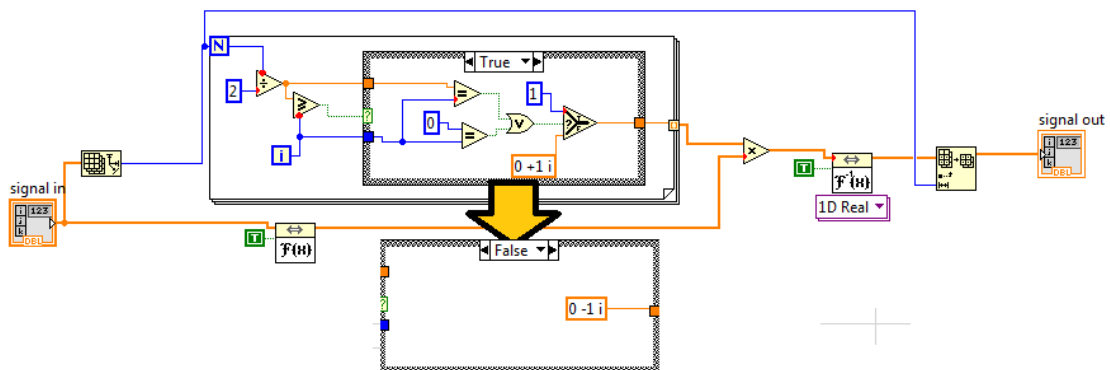 N
True
2
÷
≥
=
1
?
0
=
V
?
i
0 +1 i
signal in
123
DBL
T
F(x)
×
T
F⁻¹(x)
1D Real
signal out
123
DBL
False
?
0 -1 i